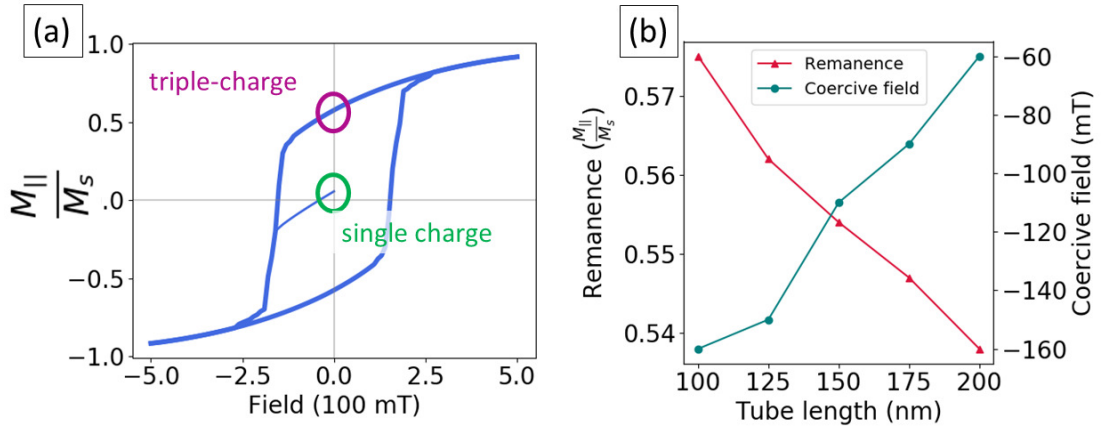 (a)
1.0
0.5
.0
−0.5
−1.0
M||/Ms
triple-charge
single charge
−5.0 −2.5 0.0 2.5 5.0
Field (100 mT)
(b)
Remanence
Coercive field
0.57
0.56
0.55
0.54
Remanence (M||/Ms)
−60
−80
−100
−120
−140
−160
Coercive field (mT)
100 125 150 175 200
Tube length (nm)